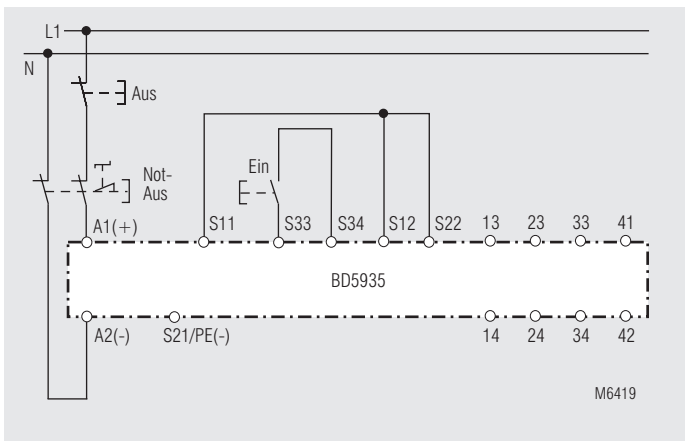 L1
N
Aus
Not-
Aus
Ein
A1(+)
S11
S33
S34
S12
S22
13
23
33
41
BD5935
A2(-)
S21/PE(-)
14
24
34
42
M6419